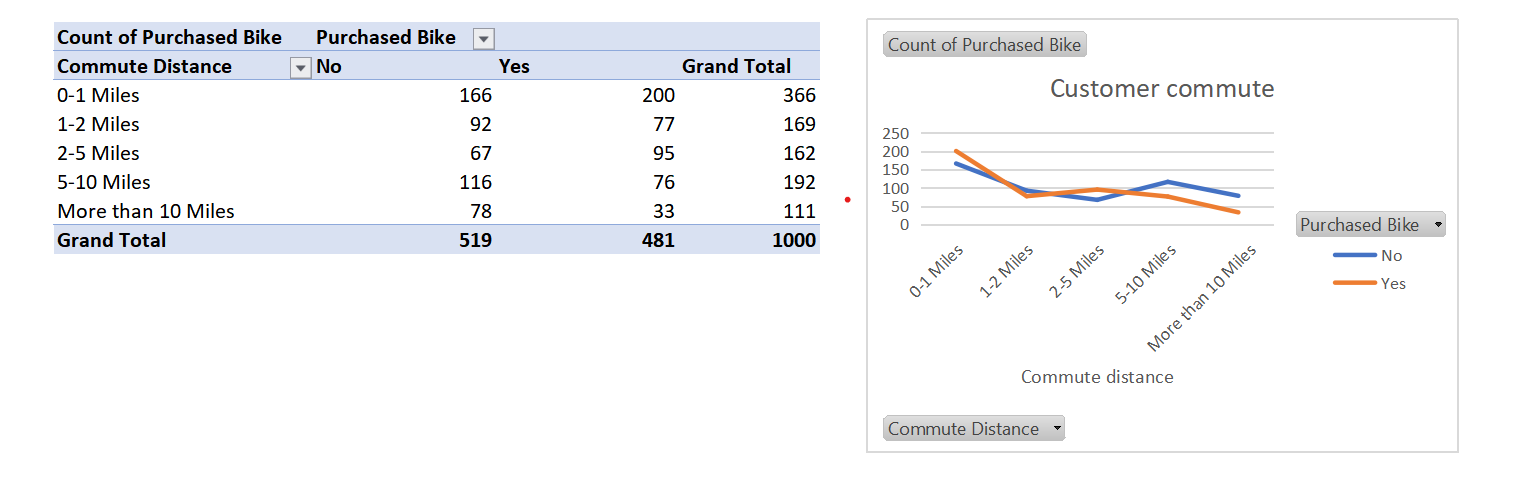 Count of Purchased Bike Purchased Bike
Commute Distance No Yes Grand Total
0-1 Miles 166 200 366
1-2 Miles 92 77 169
2-5 Miles 67 95 162
5-10 Miles 116 76 192
More than 10 Miles 78 33 111
Grand Total 519 481 1000
Count of Purchased Bike
Customer commute
250
200
150
100
50
0
0-1 Miles
1-2 Miles
2-5 Miles
5-10 Miles
More than 10 Miles
Commute distance
Purchased Bike
No
Yes
Commute Distance